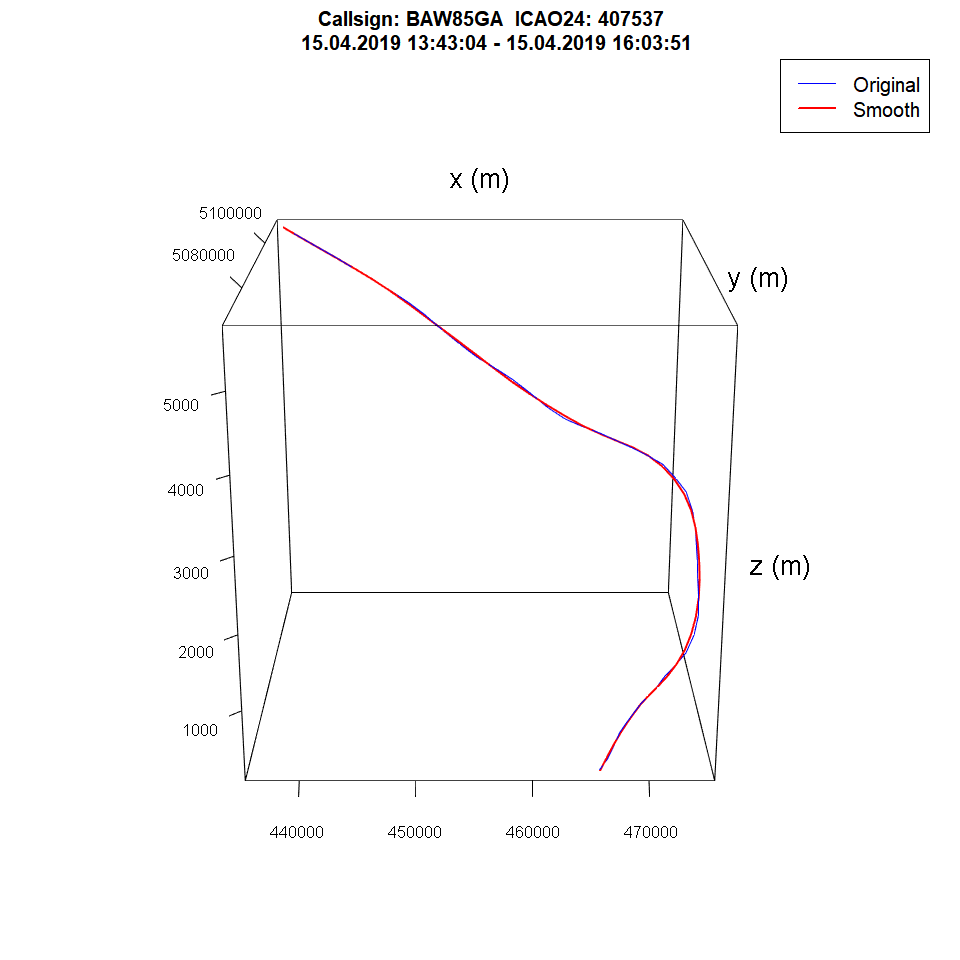 Callsign: BAW85GA  ICAO24: 407537
15.04.2019 13:43:04 - 15.04.2019 16:03:51
Original
Smooth
x (m)
5100000
5080000
y (m)
5000
4000
z (m)
3000
2000
1000
440000 450000 460000 470000